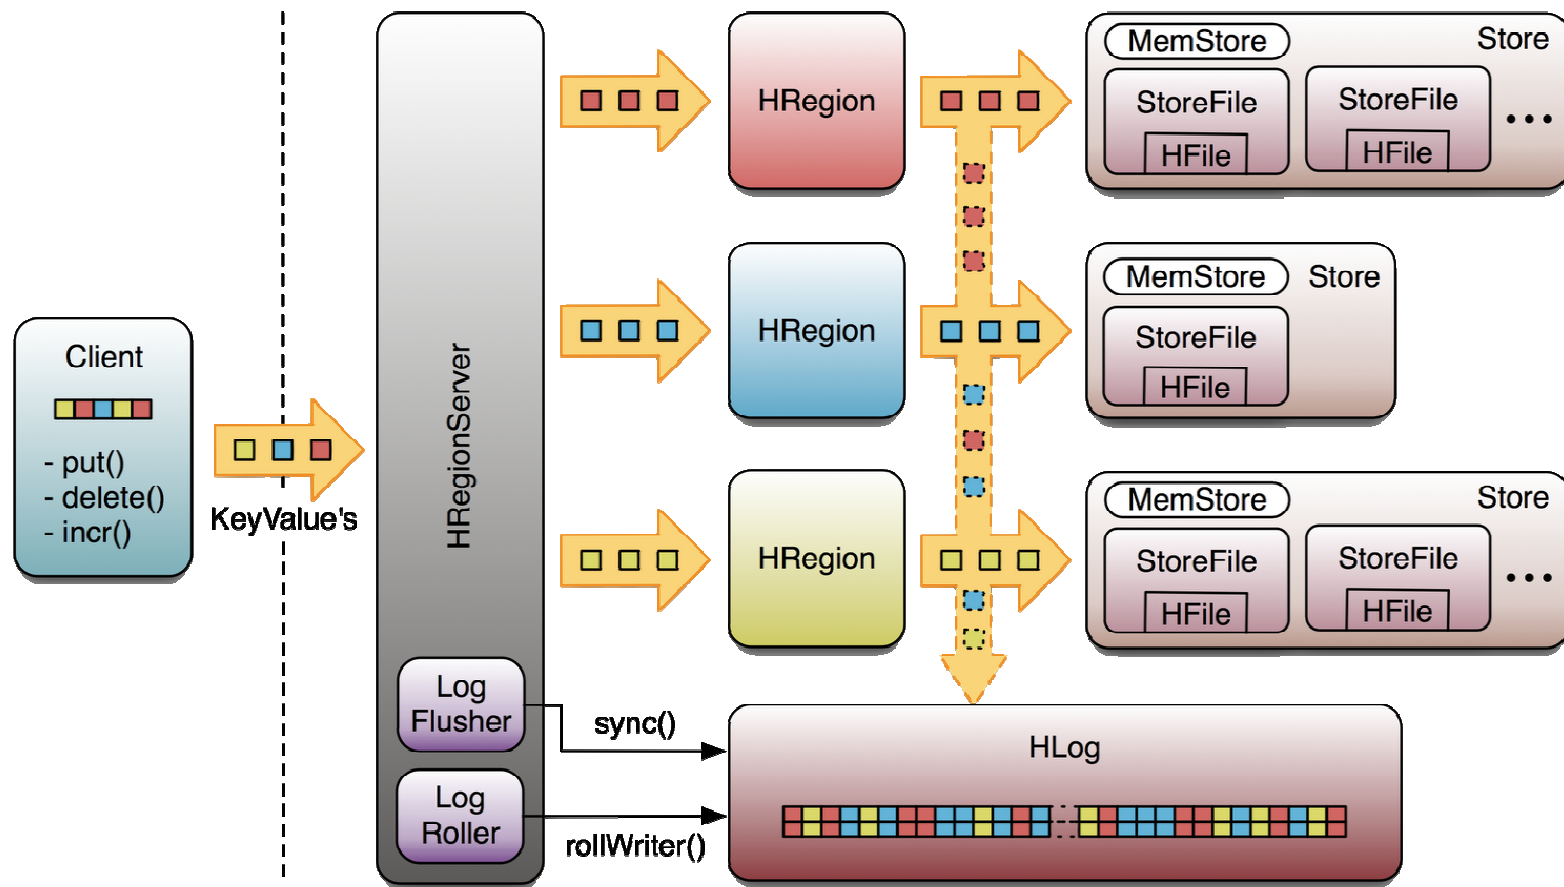 Client
- put()
- delete()
- incr()
KeyValue's
HRegionServer
Log
Flusher
Log
Roller
sync()
rollWriter()
HRegion
MemStore
Store
StoreFile
HFile
StoreFile
HFile
...
HRegion
MemStore
Store
StoreFile
HFile
HRegion
MemStore
Store
StoreFile
HFile
StoreFile
HFile
...
HLog